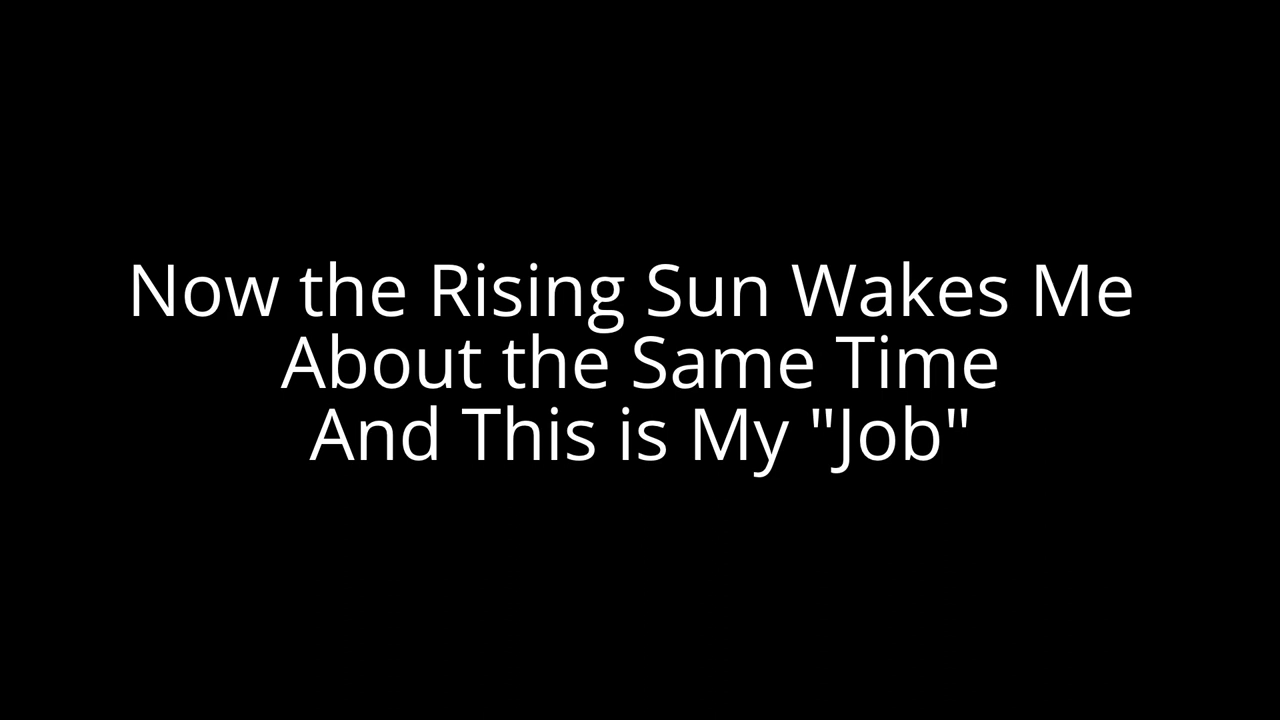 Now the Rising Sun Wakes Me
About the Same Time
And This is My "Job"